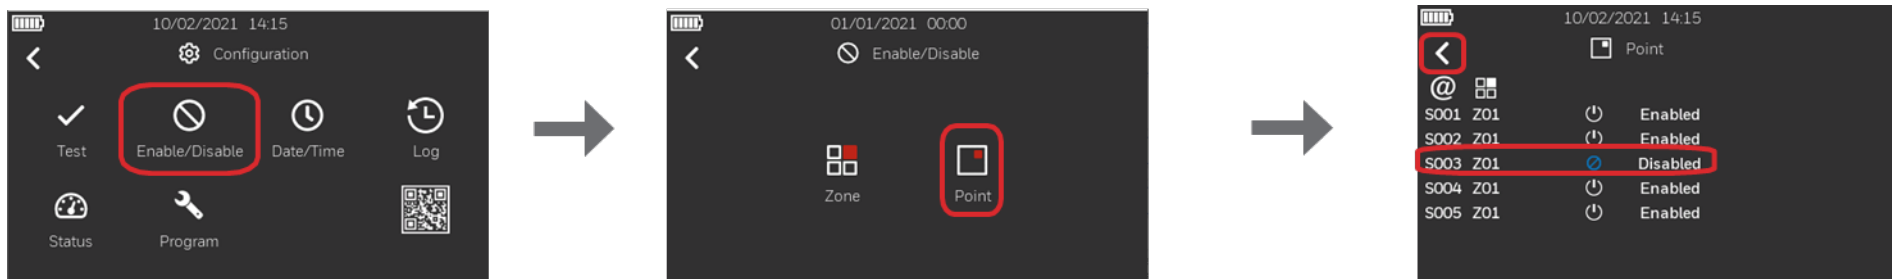 10/02/2021 14:15
Configuration
Test Enable/Disable Date/Time Log
Status Program
01/01/2021 00:00
Enable/Disable
Zone Point
10/02/2021 14:15
Point
@
S001 Z01 Enabled
S002 Z01 Enabled
S003 Z01 Disabled
S004 Z01 Enabled
S005 Z01 Enabled